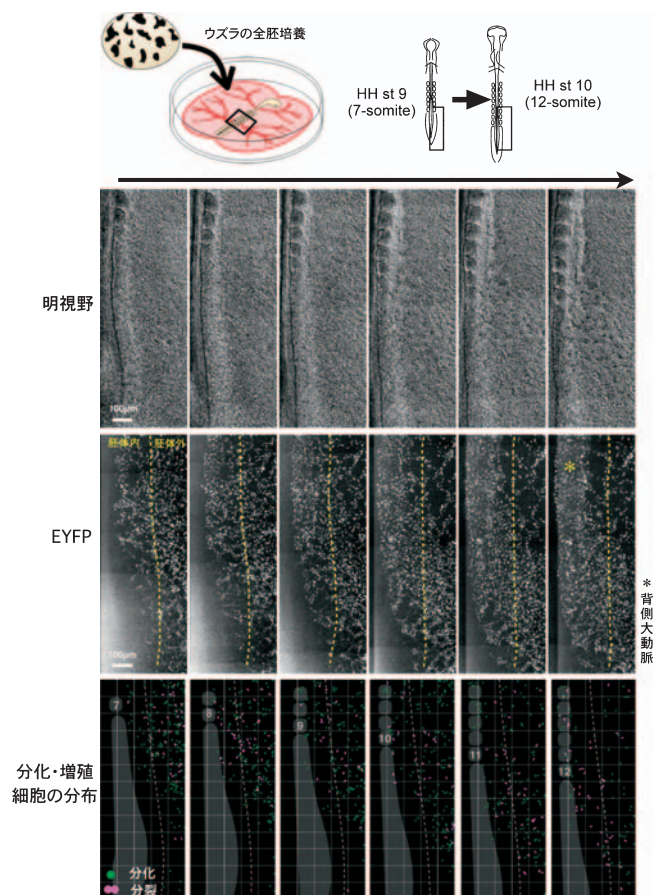 ウズラの全胚培養
HH st 9
(7-somite)
HH st 10
(12-somite)
明視野
100μm
EYFP
胚体内 胚体外
*
100μm
*背側大動脈
分化・増殖
細胞の分布
7
8
9
10
11
12
分化
分裂